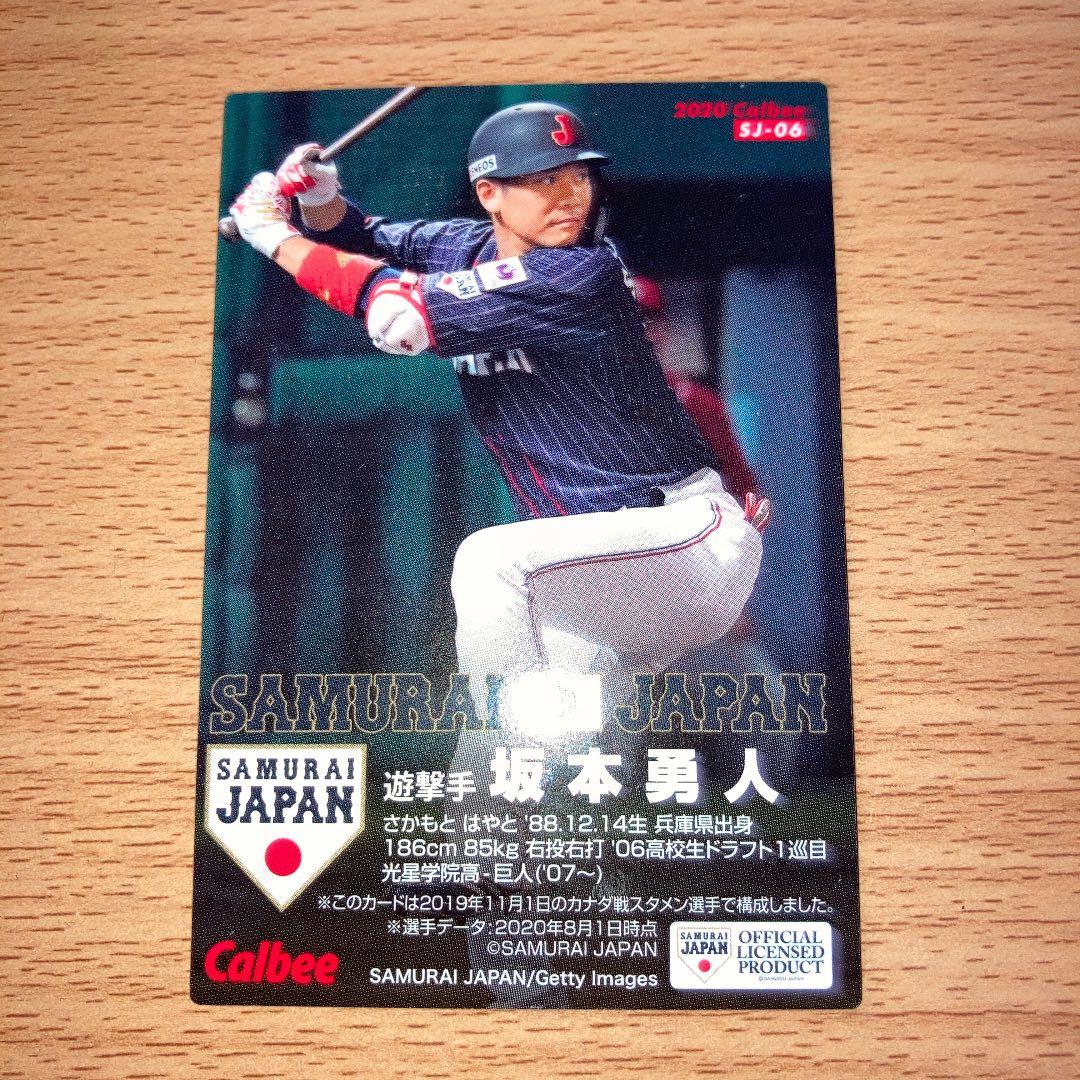 2020 Calbee
SJ-06
J
ENEOS
SAMURAI JAPAN
SAMURAI
JAPAN
遊撃手 坂本勇人
さかもと はやと '88.12.14生 兵庫県出身
186cm 85kg 右投右打 '06高校生ドラフト1巡目
光星学院高-巨人('07〜)
※このカードは2019年11月1日のカナダ戦スタメン選手で構成しました。
※選手データ:2020年8月1日時点
©SAMURAI JAPAN
Calbee
SAMURAI JAPAN/Getty Images
SAMURAI
JAPAN
OFFICIAL
LICENSED
PRODUCT
©SAMURAI JAPAN